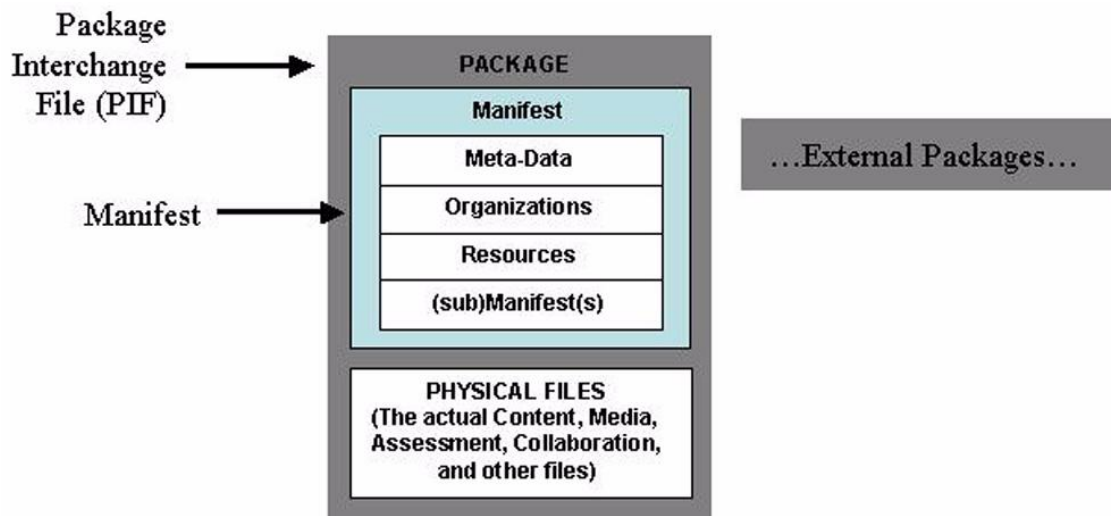 Package
Interchange
File (PIF)
PACKAGE
Manifest
Meta-Data
Organizations
Resources
(sub)Manifest(s)
Manifest
PHYSICAL FILES
(The actual Content, Media,
Assessment, Collaboration,
and other files)
...External Packages...